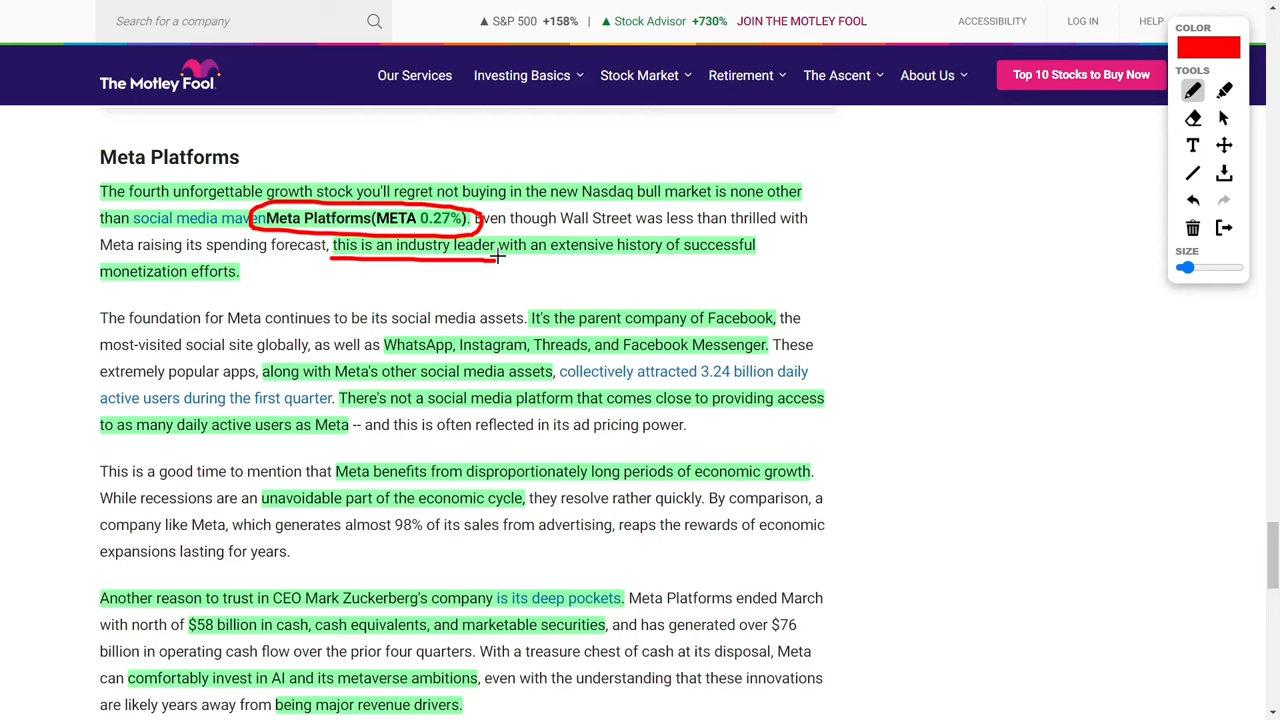 Search for a company
▲ S&P 500 +158% | ▲ Stock Advisor +730% JOIN THE MOTLEY FOOL
ACCESSIBILITY LOG IN HELP
The Motley Fool.
Our Services Investing Basics Stock Market Retirement The Ascent About Us Top 10 Stocks to Buy Now
COLOR
TOOLS
T
SIZE
Meta Platforms
The fourth unforgettable growth stock you'll regret not buying in the new Nasdaq bull market is none other
than social media maven Meta Platforms(META 0.27%). Even though Wall Street was less than thrilled with
Meta raising its spending forecast, this is an industry leader with an extensive history of successful
monetization efforts.
The foundation for Meta continues to be its social media assets. It's the parent company of Facebook, the
most-visited social site globally, as well as WhatsApp, Instagram, Threads, and Facebook Messenger. These
extremely popular apps, along with Meta's other social media assets, collectively attracted 3.24 billion daily
active users during the first quarter. There's not a social media platform that comes close to providing access
to as many daily active users as Meta -- and this is often reflected in its ad pricing power.
This is a good time to mention that Meta benefits from disproportionately long periods of economic growth.
While recessions are an unavoidable part of the economic cycle, they resolve rather quickly. By comparison, a
company like Meta, which generates almost 98% of its sales from advertising, reaps the rewards of economic
expansions lasting for years.
Another reason to trust in CEO Mark Zuckerberg's company is its deep pockets. Meta Platforms ended March
with north of $58 billion in cash, cash equivalents, and marketable securities, and has generated over $76
billion in operating cash flow over the prior four quarters. With a treasure chest of cash at its disposal, Meta
can comfortably invest in AI and its metaverse ambitions, even with the understanding that these innovations
are likely years away from being major revenue drivers.